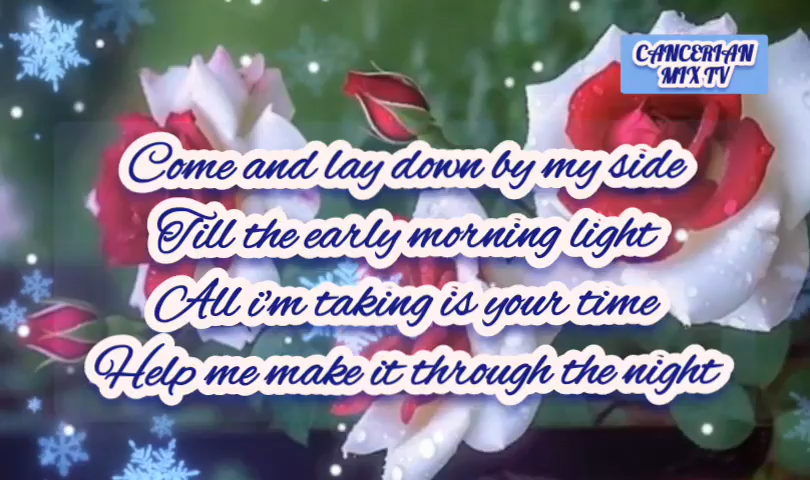 CANCERIAN
MIX TV
Come and lay down by my side
Till the early morning light
All i'm taking is your time
Help me make it through the night